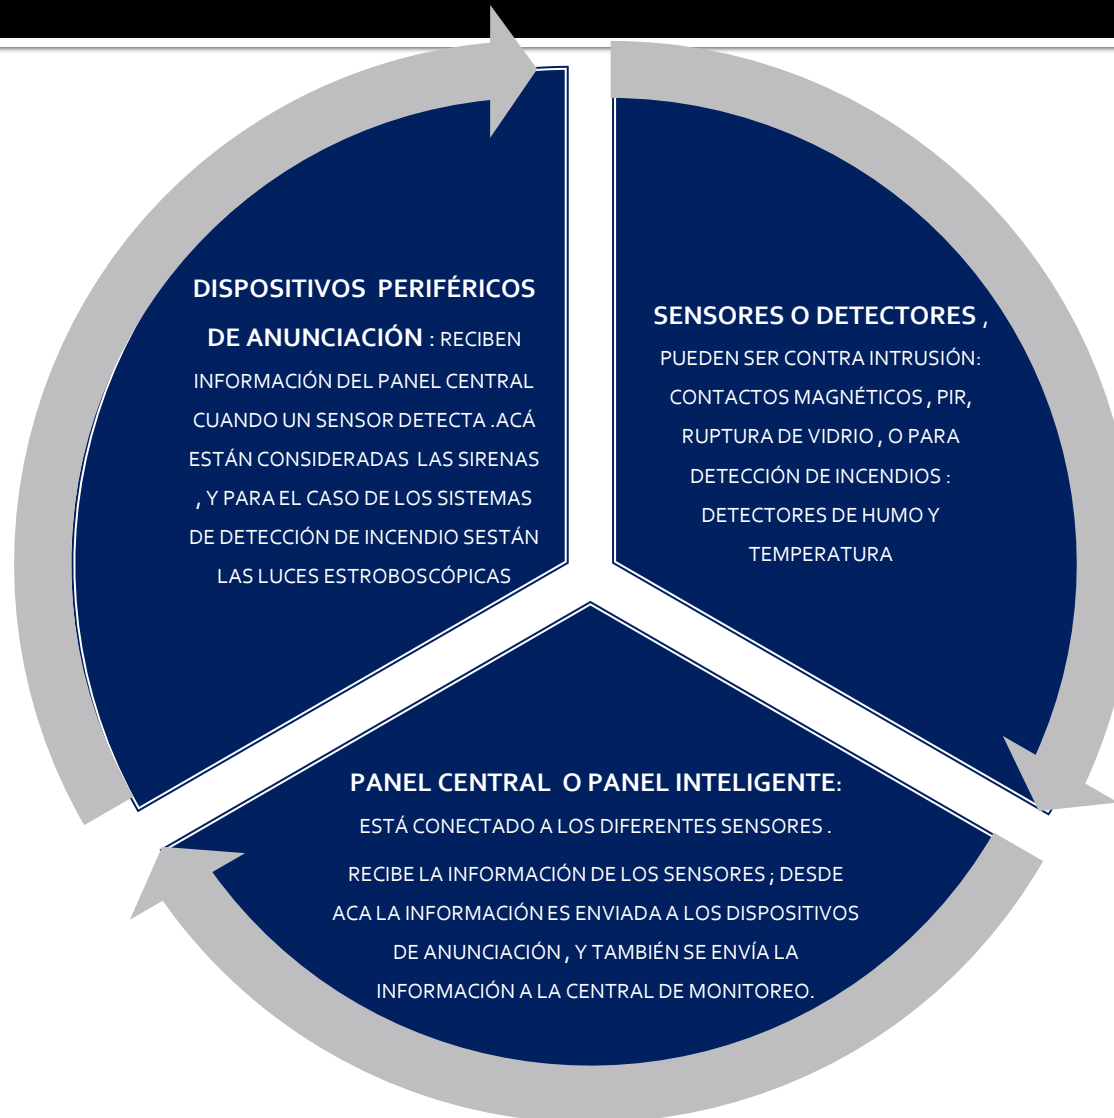 DISPOSITIVOS PERIFÉRICOS
DE ANUNCIACIÓN : RECIBEN
INFORMACIÓN DEL PANEL CENTRAL
CUANDO UN SENSOR DETECTA .ACÁ
ESTÁN CONSIDERADAS LAS SIRENAS
, Y PARA EL CASO DE LOS SISTEMAS
DE DETECCIÓN DE INCENDIO SESTÁN
LAS LUCES ESTROBOSCÓPICAS
SENSORES O DETECTORES ,
PUEDEN SER CONTRA INTRUSIÓN:
CONTACTOS MAGNÉTICOS , PIR,
RUPTURA DE VIDRIO , O PARA
DETECCIÓN DE INCENDIOS :
DETECTORES DE HUMO Y
TEMPERATURA
PANEL CENTRAL O PANEL INTELIGENTE:
ESTÁ CONECTADO A LOS DIFERENTES SENSORES .
RECIBE LA INFORMACIÓN DE LOS SENSORES ; DESDE
ACA LA INFORMACIÓN ES ENVIADA A LOS DISPOSITIVOS
DE ANUNCIACIÓN , Y TAMBIÉN SE ENVÍA LA
INFORMACIÓN A LA CENTRAL DE MONITOREO.